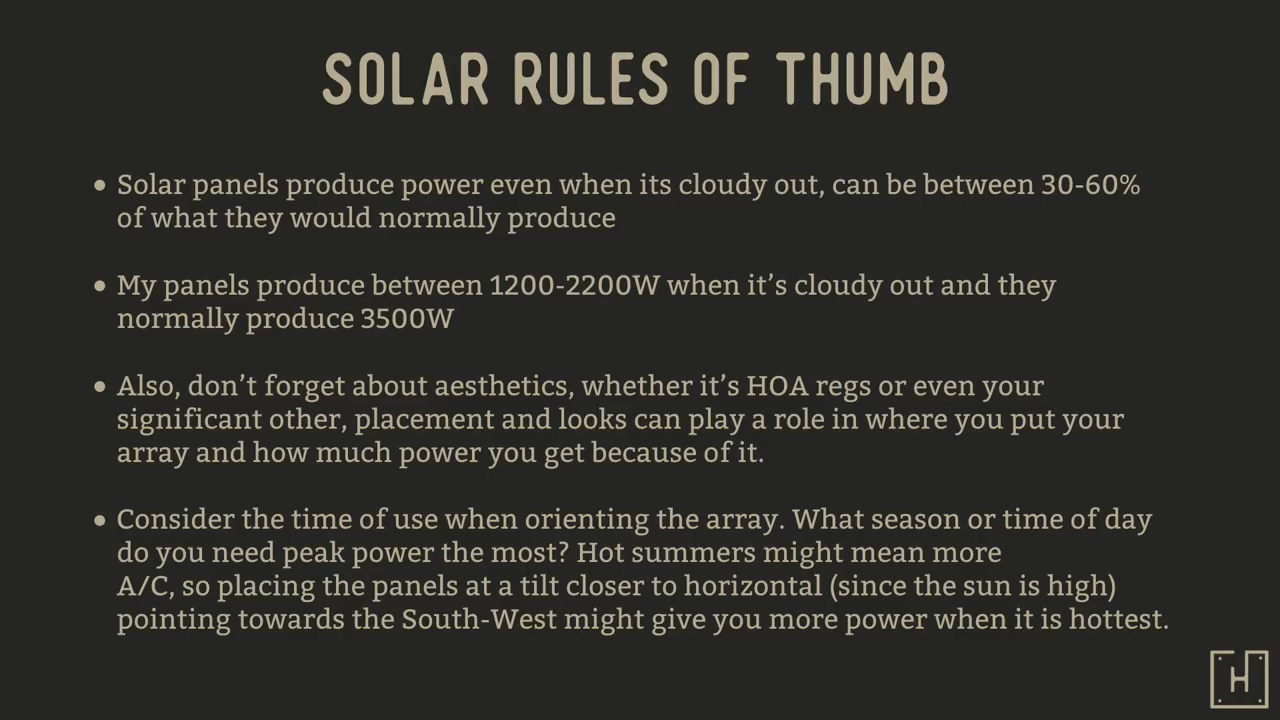 SOLAR RULES OF THUMB
• Solar panels produce power even when its cloudy out, can be between 30-60%
of what they would normally produce
• My panels produce between 1200-2200W when it’s cloudy out and they
normally produce 3500W
• Also, don’t forget about aesthetics, whether it’s HOA regs or even your
significant other, placement and looks can play a role in where you put your
array and how much power you get because of it.
• Consider the time of use when orienting the array. What season or time of day
do you need peak power the most? Hot summers might mean more
A/C, so placing the panels at a tilt closer to horizontal (since the sun is high)
pointing towards the South-West might give you more power when it is hottest.
H